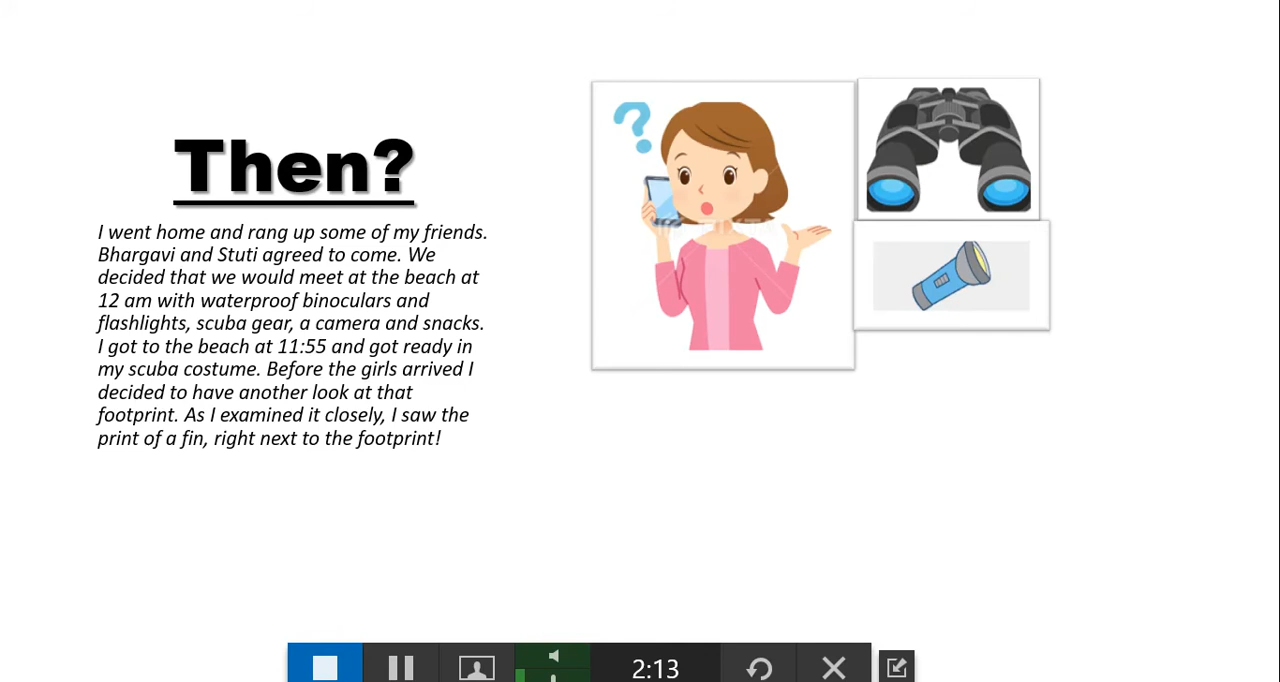 Then?
I went home and rang up some of my friends.
Bhargavi and Stuti agreed to come. We
decided that we would meet at the beach at
12 am with waterproof binoculars and
flashlights, scuba gear, a camera and snacks.
I got to the beach at 11:55 and got ready in
my scuba costume. Before the girls arrived I
decided to have another look at that
footprint. As I examined it closely, I saw the
print of a fin, right next to the footprint!
?
2:13